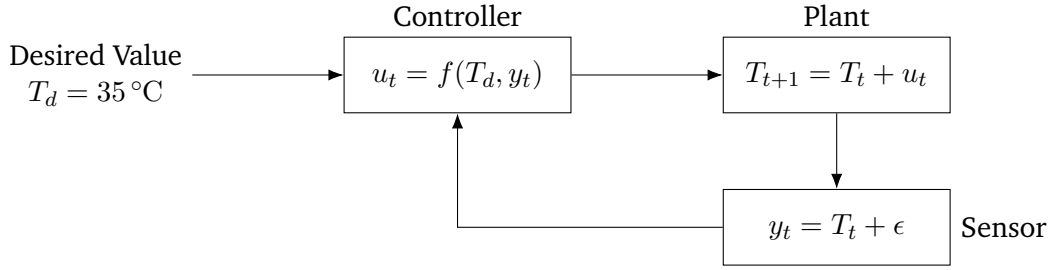 Controller
Plant
Desired Value
T_d = 35 °C
u_t = f(T_d, y_t)
T_{t+1} = T_t + u_t
y_t = T_t + ϵ
Sensor